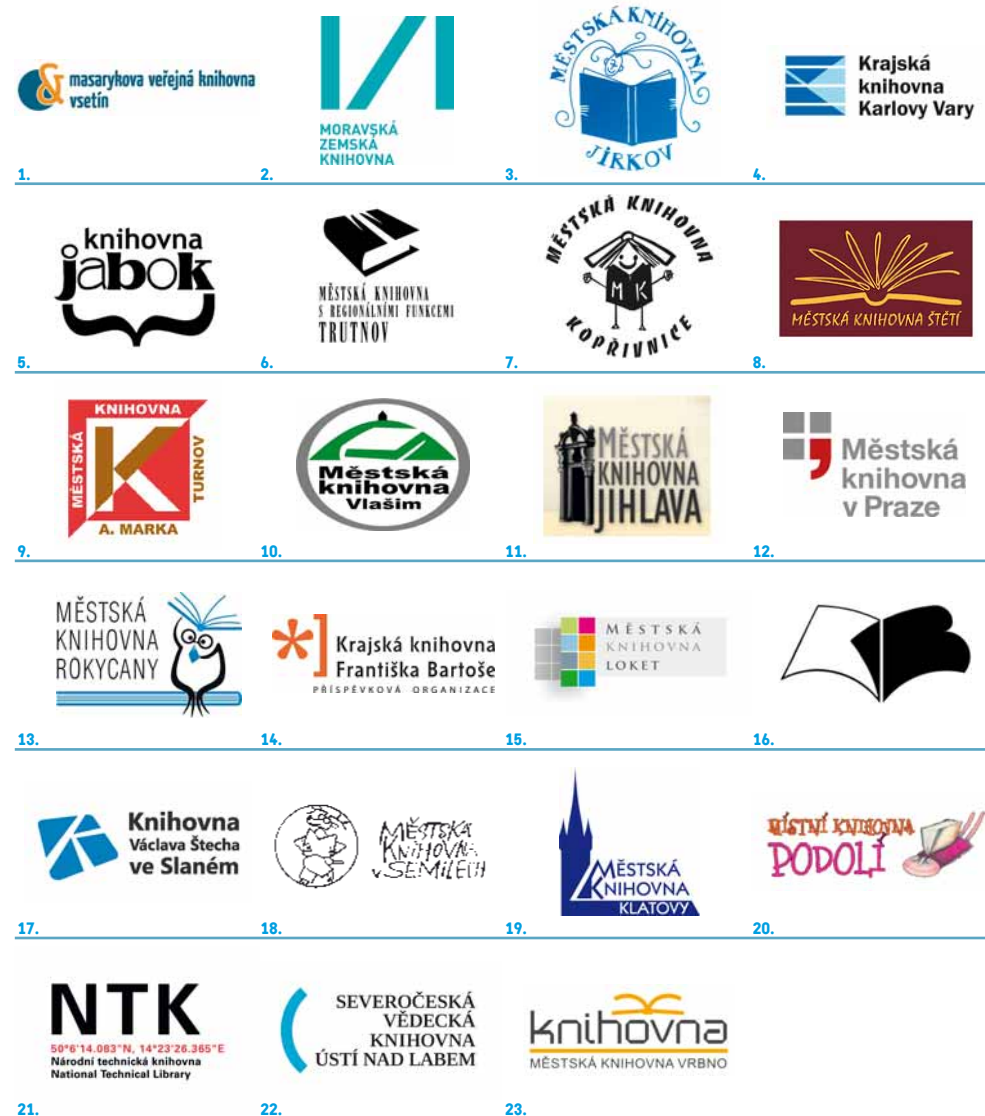 &
masarykova veřejná knihovna
vsetín
1.
MORAVSKÁ
ZEMSKÁ
KNIHOVNA
2.
MĚSTSKÁ KNIHOVNA
JIRKOV
3.
Krajská
knihovna
Karlovy Vary
4.
knihovna
jabok
5.
MĚSTSKÁ KNIHOVNA
S REGIONÁLNÍMI FUNKCEMI
TRUTNOV
6.
MĚSTSKÁ KNIHOVNA
M K
KOPŘIVNICE
7.
MĚSTSKÁ KNIHOVNA ŠTĚTÍ
8.
KNIHOVNA
MĚSTSKÁ
K
TURNOV
A. MARKA
9.
Městská
knihovna
Vlašim
10.
MĚSTSKÁ
KNIHOVNA
JIHLAVA
11.
Městská
knihovna
v Praze
12.
MĚSTSKÁ
KNIHOVNA
ROKYCANY
13.
*]
Krajská knihovna
Františka Bartoše
PŘÍSPĚVKOVÁ ORGANIZACE
14.
MĚSTSKÁ
KNIHOVNA
LOKET
15.
16.
Knihovna
Václava Štecha
ve Slaném
17.
MĚSTSKÁ
KNIHOVNA
v SEMILECH
18.
MĚSTSKÁ
KNIHOVNA
KLATOVY
19.
MÍSTNÍ KNIHOVNA
PODOLÍ
20.
NTK
50°6'14.083"N, 14°23'26.365"E
Národní technická knihovna
National Technical Library
21.
SEVEROČESKÁ
VĚDECKÁ
KNIHOVNA
ÚSTÍ NAD LABEM
22.
knihovna
MĚSTSKÁ KNIHOVNA VRBNO
23.